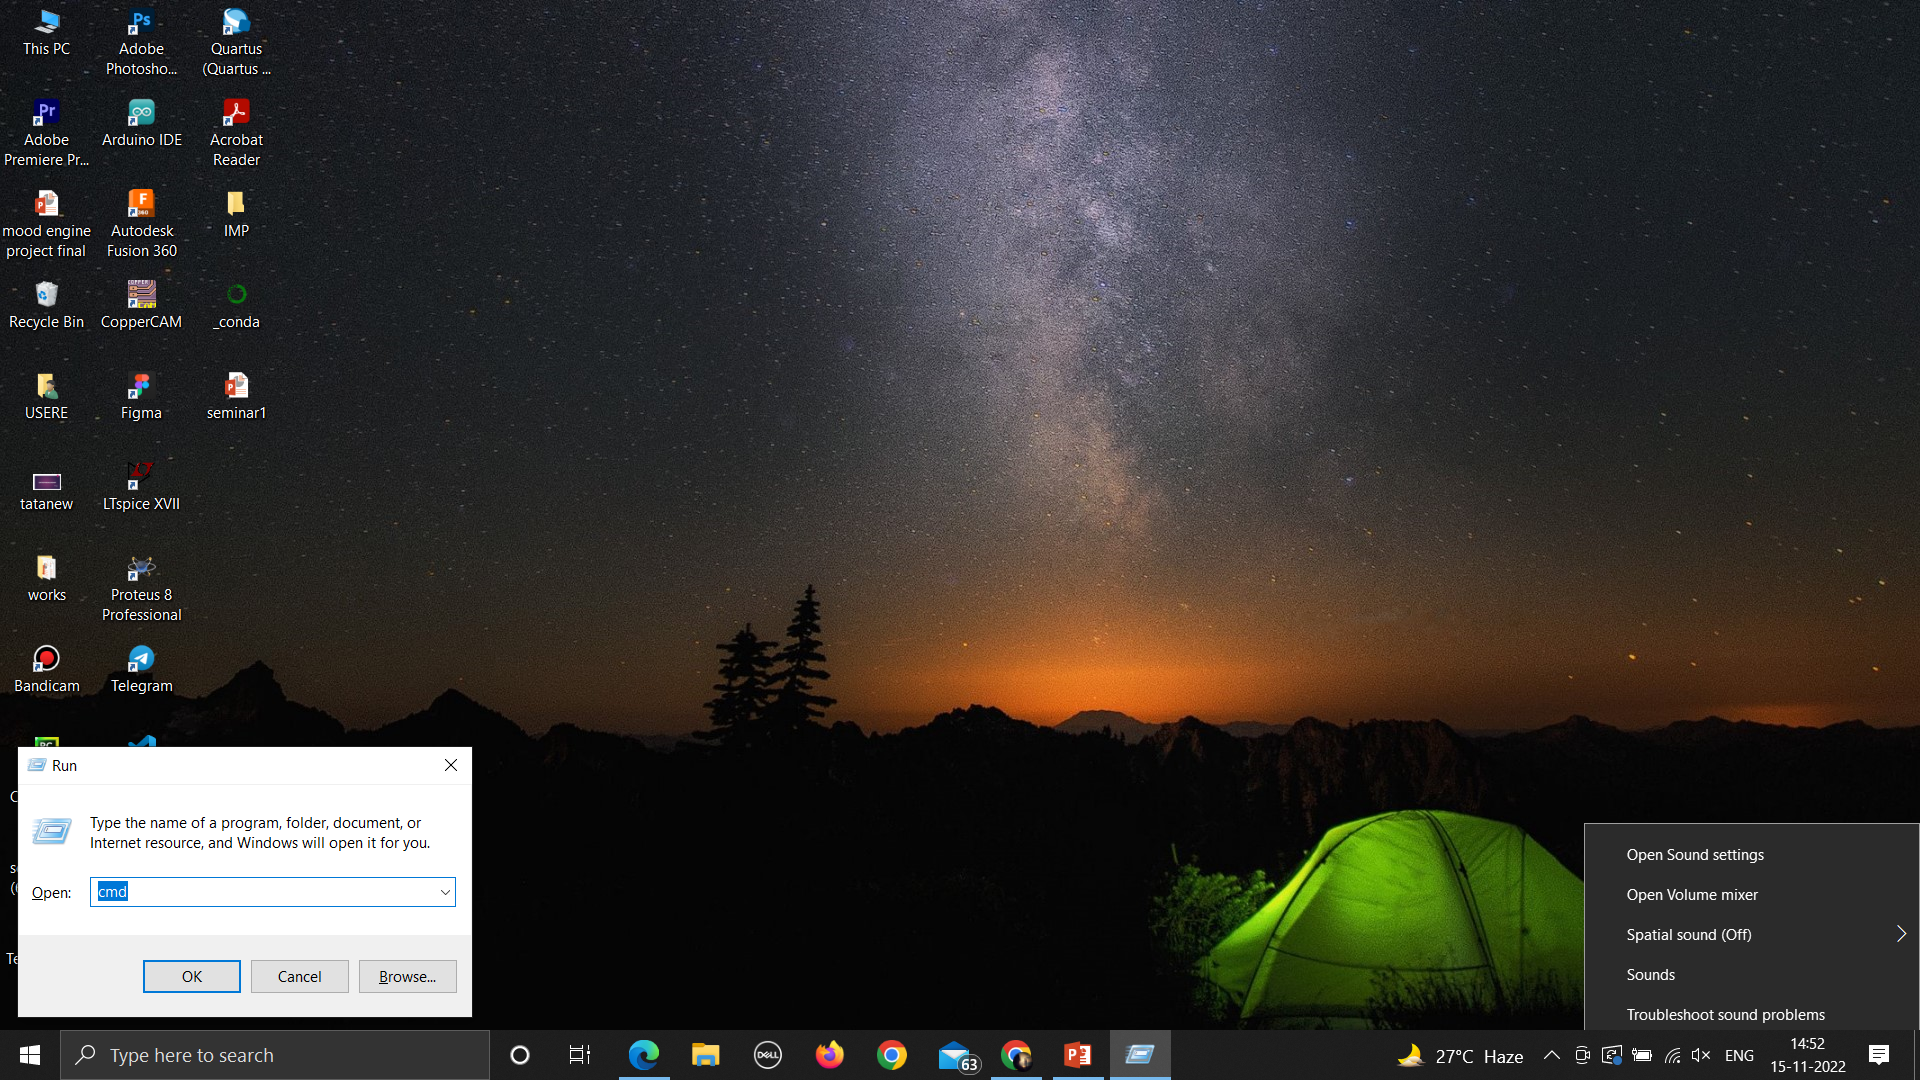 This PC
Adobe
Photosho...
Quartus
(Quartus ...
Adobe
Premiere Pr...
Arduino IDE
Acrobat
Reader
mood engine
project final
Autodesk
Fusion 360
IMP
Recycle Bin
CopperCAM
_conda
USERE
Figma
seminar1
tatanew
LTspice XVII
works
Proteus 8
Professional
Bandicam
Telegram
Run
Type the name of a program, folder, document, or
Internet resource, and Windows will open it for you.
Open:
cmd
OK
Cancel
Browse...
Open Sound settings
Open Volume mixer
Spatial sound (Off)
Sounds
Troubleshoot sound problems
Type here to search
DELL
63
27°C Haze
ENG
14:52
15-11-2022